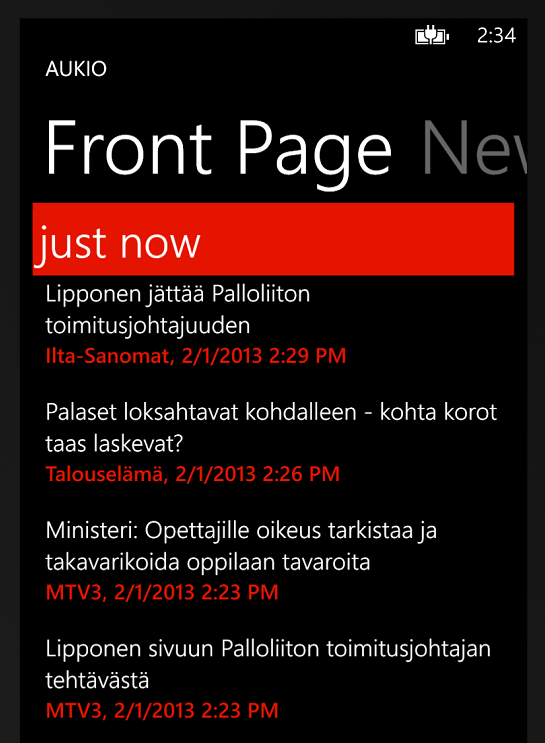 2:34
AUKIO
Front Page New
just now
Lipponen jättää Palloliiton
toimitusjohtajuuden
Ilta-Sanomat, 2/1/2013 2:29 PM
Palaset loksahtavat kohdalleen - kohta korot
taas laskevat?
Talouselämä, 2/1/2013 2:26 PM
Ministeri: Opettajille oikeus tarkistaa ja
takavarikoida oppilaan tavaroita
MTV3, 2/1/2013 2:23 PM
Lipponen sivuun Palloliiton toimitusjohtajan
tehtävästä
MTV3, 2/1/2013 2:23 PM